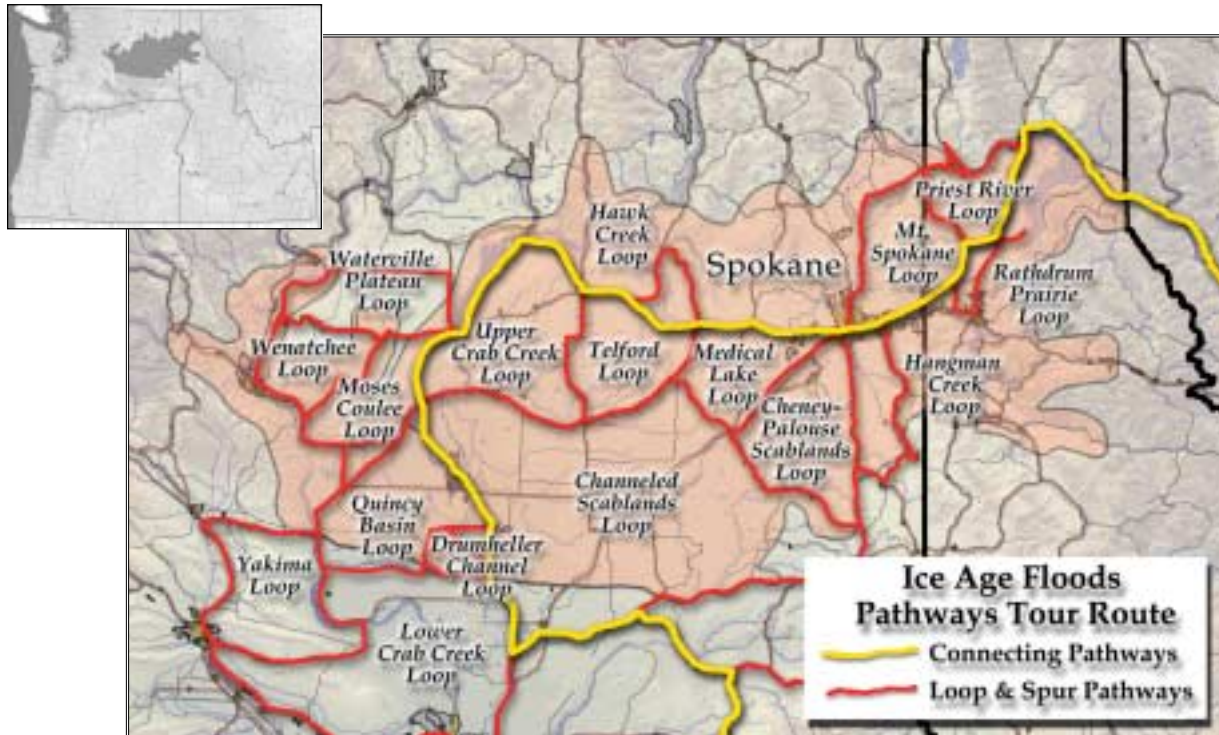 Hawk
Creek
Loop
Priest River
Loop
Mt.
Spokane
Loop
Spokane
Waterville
Plateau
Loop
Rathdrum
Prairie
Loop
Upper
Crab Creek
Loop
Telford
Loop
Medical
Lake
Loop
Wenatchee
Loop
Hangman
Creek
Loop
Moses
Coulee
Loop
Cheney-
Palouse
Scablands
Loop
Channeled
Scablands
Loop
Quincy
Basin
Loop
Drumheller
Channel
Loop
Yakima
Loop
Lower
Crab Creek
Loop
Ice Age Floods
Pathways Tour Route
Connecting Pathways
Loop & Spur Pathways